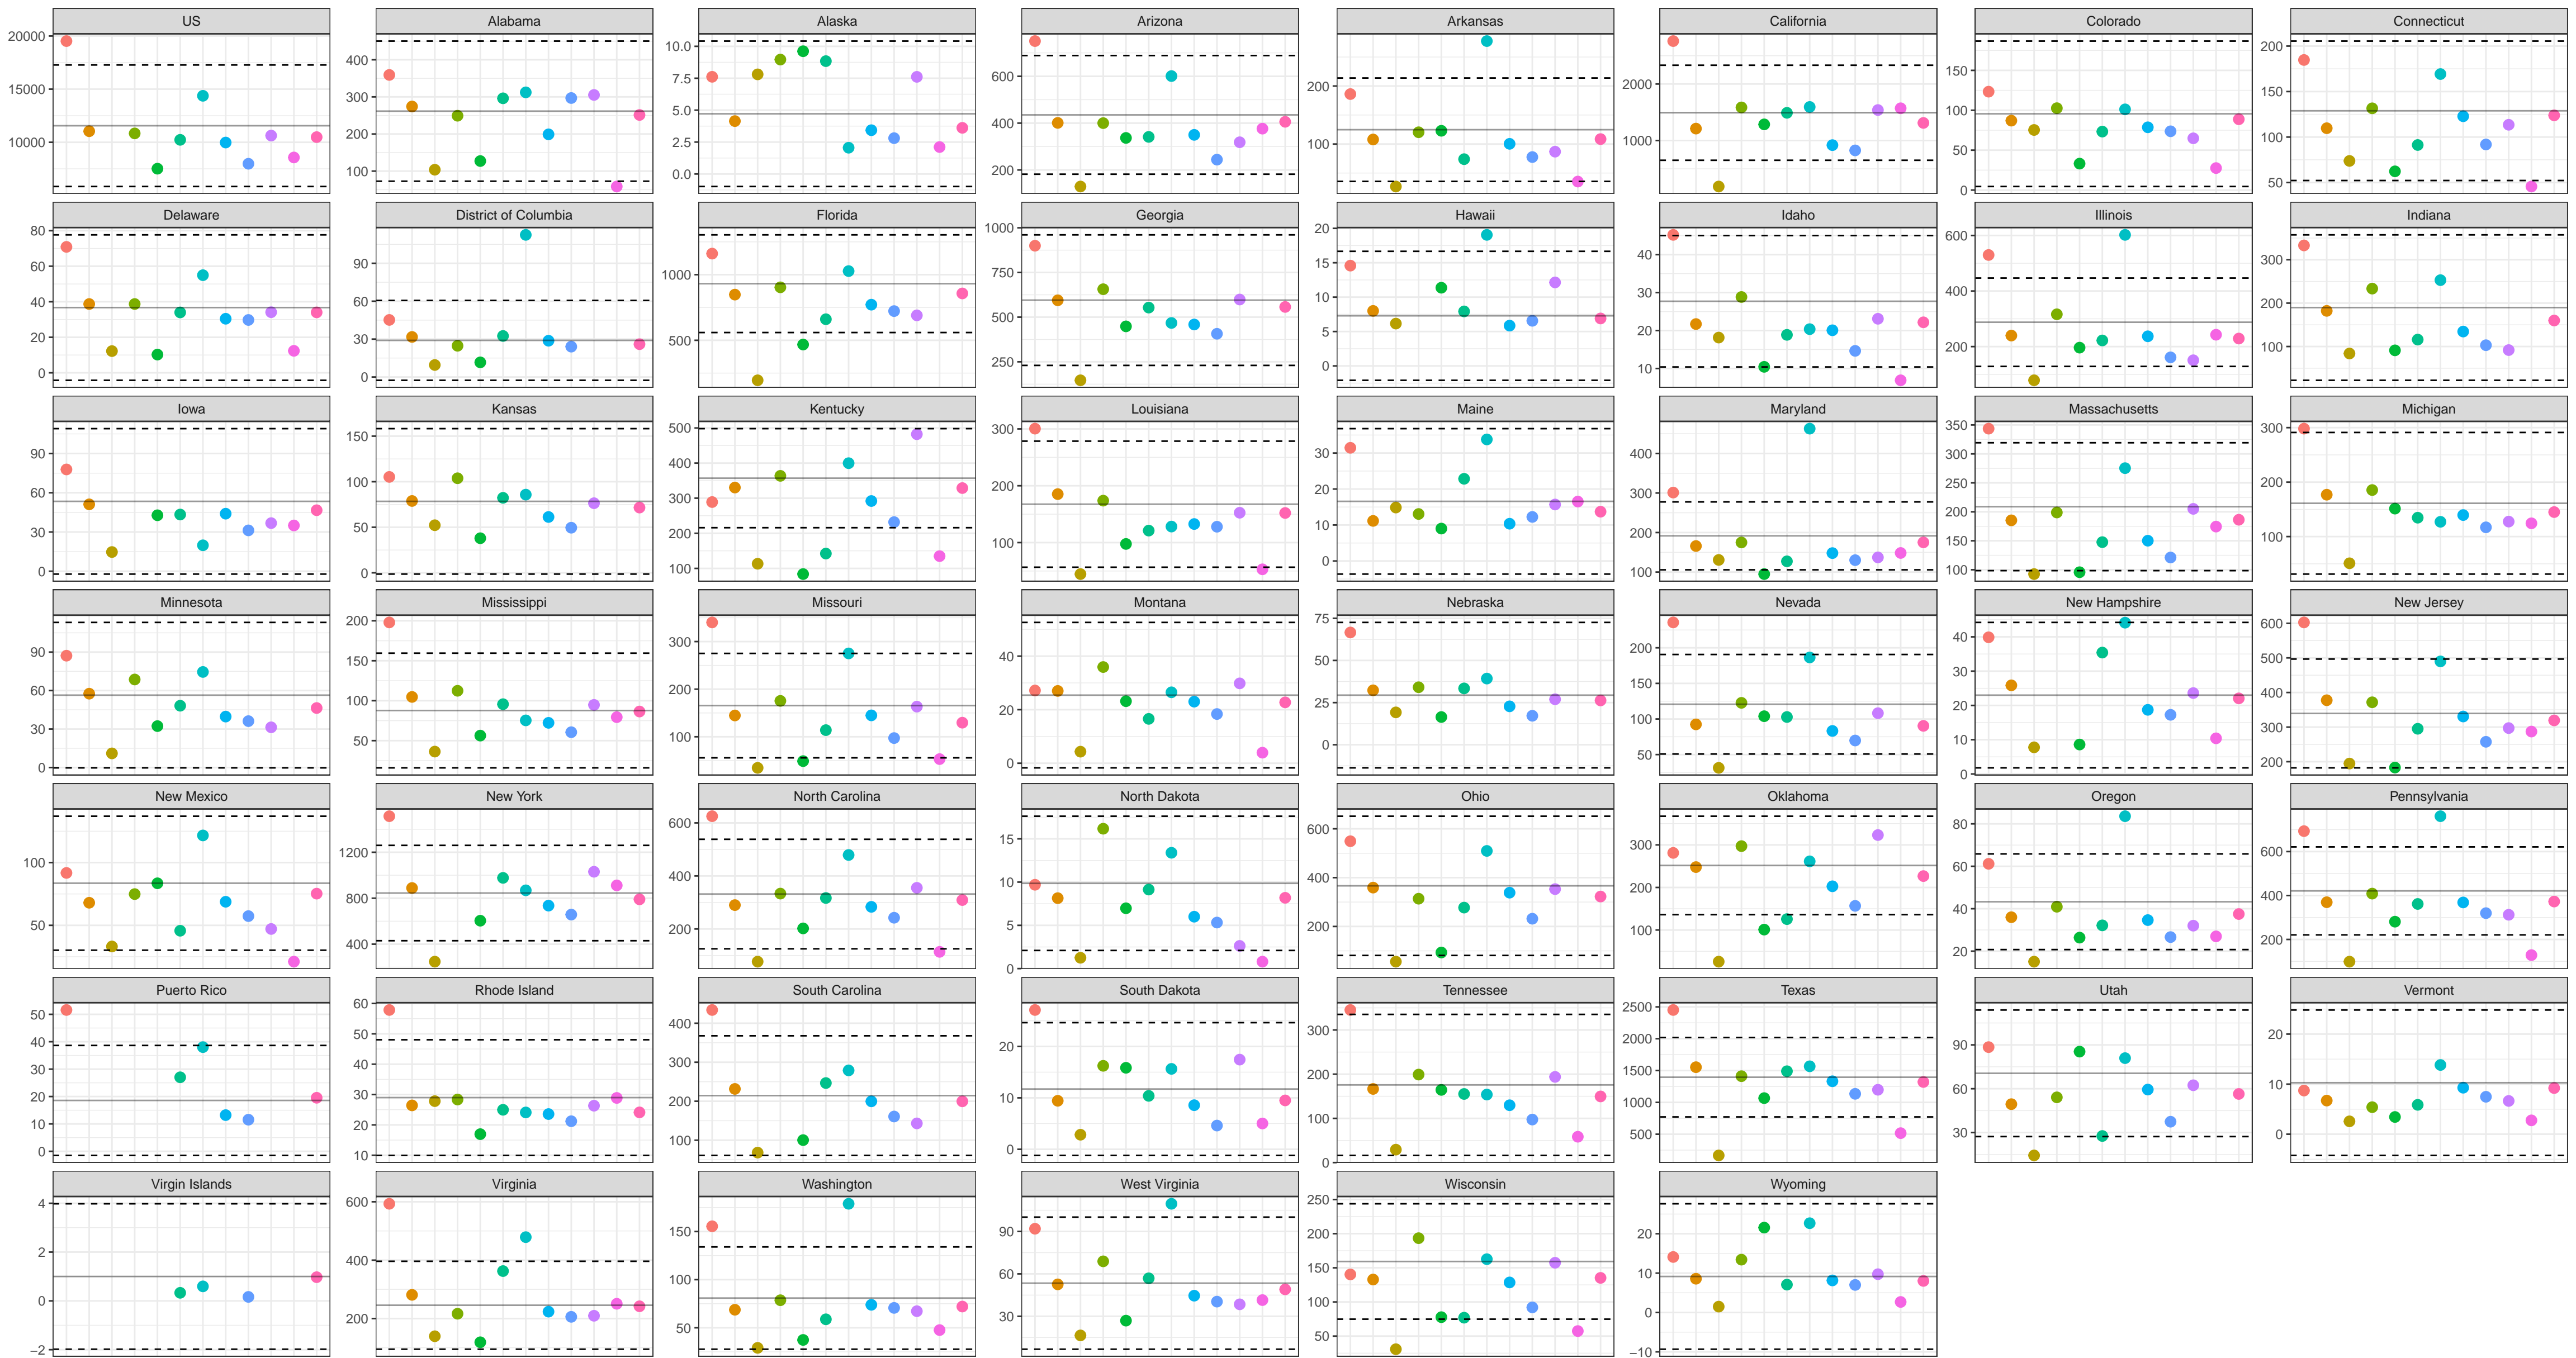 US Alabama Alaska Arizona Arkansas California Colorado Connecticut
20000 15000 10000
400 300 200 100
10.0 7.5 5.0 2.5 0.0
600 400 200
200 100
2000 1000
150 100 50 0
200 150 100 50
Delaware District of Columbia Florida Georgia Hawaii Idaho Illinois Indiana
80 60 40 20 0
90 60 30 0
1000 500
1000 750 500 250
20 15 10 5 0
40 30 20 10
600 400 200
300 200 100
Iowa Kansas Kentucky Louisiana Maine Maryland Massachusetts Michigan
90 60 30 0
150 100 50 0
500 400 300 200 100
300 200 100
30 20 10 0
400 300 200 100
350 300 250 200 150 100
300 200 100
Minnesota Mississippi Missouri Montana Nebraska Nevada New Hampshire New Jersey
90 60 30 0
200 150 100 50
300 200 100
40 20 0
75 50 25 0
200 150 100 50
40 30 20 10 0
600 500 400 300 200
New Mexico New York North Carolina North Dakota Ohio Oklahoma Oregon Pennsylvania
100 50
1200 800 400
600 400 200
15 10 5 0
600 400 200
300 200 100
80 60 40 20
600 400 200
Puerto Rico Rhode Island South Carolina South Dakota Tennessee Texas Utah Vermont
50 40 30 20 10 0
60 50 40 30 20 10
400 300 200 100
20 10 0
300 200 100 0
2500 2000 1500 1000 500
90 60 30
20 10 0
Virgin Islands Virginia Washington West Virginia Wisconsin Wyoming
4 2 0 −2
600 400 200
150 100 50
90 60 30
250 200 150 100 50
20 10 0 −10